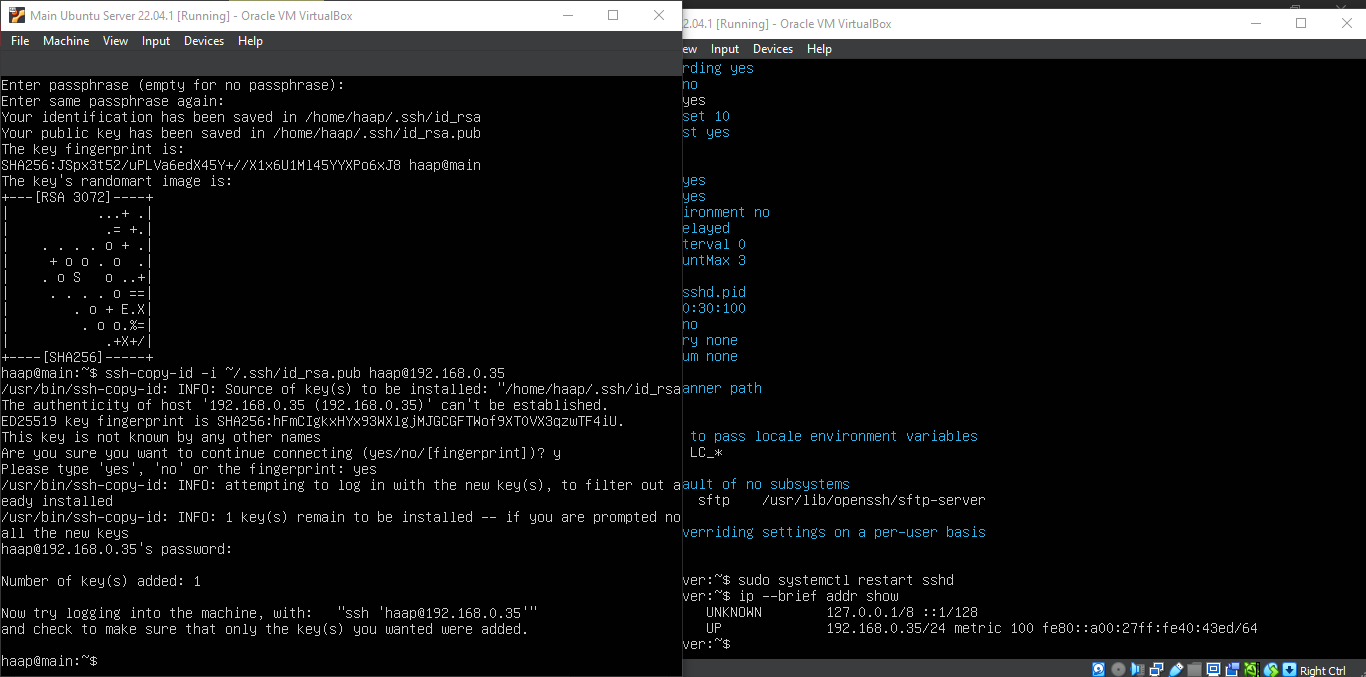 Main Ubuntu Server 22.04.1 [Running] - Oracle VM VirtualBox
File Machine View Input Devices Help
Enter passphrase (empty for no passphrase):
Enter same passphrase again:
Your identification has been saved in /home/haap/.ssh/id_rsa
Your public key has been saved in /home/haap/.ssh/id_rsa.pub
The key fingerprint is:
SHA256:JSpx3t52/uPLVa6edX45Y+//X1x6U1Ml45YYXPo6xJ8 haap@main
The key's randomart image is:
+---[RSA 3072]----+
|           ...+ .|
|            .= +.|
|    . . . . o + .|
|     + o o . o  .|
|    . o S   o ..+|
|     . . . . o ==|
|        . o + E.X|
|         . o o.%=|
|            .+X+/|
+----[SHA256]-----+
haap@main:~$ ssh-copy-id -i ~/.ssh/id_rsa.pub haap@192.168.0.35
/usr/bin/ssh-copy-id: INFO: Source of key(s) to be installed: "/home/haap/.ssh/id_rsa
The authenticity of host '192.168.0.35 (192.168.0.35)' can't be established.
ED25519 key fingerprint is SHA256:hFmCIgkxHYx93WXlgjMJGCGFTWof9XTOVX3qzwTF4iU.
This key is not known by any other names
Are you sure you want to continue connecting (yes/no/[fingerprint])? y
Please type 'yes', 'no' or the fingerprint: yes
/usr/bin/ssh-copy-id: INFO: attempting to log in with the new key(s), to filter out a
eady installed
/usr/bin/ssh-copy-id: INFO: 1 key(s) remain to be installed -- if you are prompted no
all the new keys
haap@192.168.0.35's password:
Number of key(s) added: 1
Now try logging into the machine, with:   "ssh 'haap@192.168.0.35'"
and check to make sure that only the key(s) you wanted were added.
haap@main:~$
2.04.1 [Running] - Oracle VM VirtualBox
ew Input Devices Help
rding yes
no
yes
set 10
st yes
yes
yes
ironment no
elayed
terval 0
untMax 3
sshd.pid
0:30:100
no
ry none
um none
anner path
to pass locale environment variables
LC_*
ault of no subsystems
sftp    /usr/lib/openssh/sftp-server
verriding settings on a per-user basis
ver:~$ sudo systemctl restart sshd
ver:~$ ip --brief addr show
UNKNOWN        127.0.0.1/8 ::1/128
UP             192.168.0.35/24 metric 100 fe80::a00:27ff:fe40:43ed/64
ver:~$
Right Ctrl